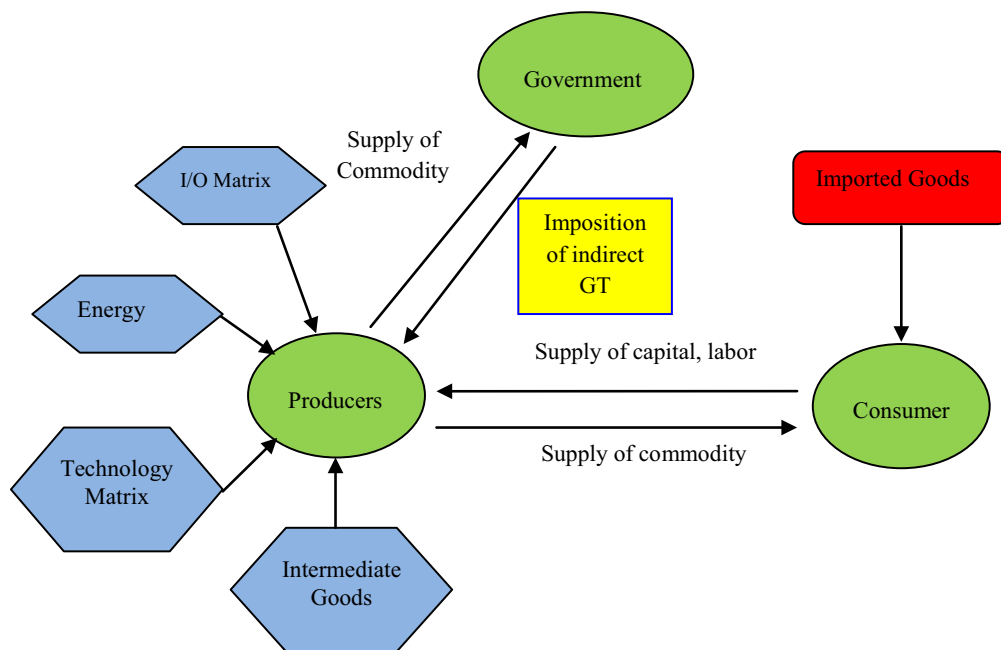 Government
Supply of
Commodity
I/O Matrix
Imported Goods
Imposition
of indirect
GT
Energy
Supply of capital, labor
Producers
Consumer
Supply of commodity
Technology
Matrix
Intermediate
Goods